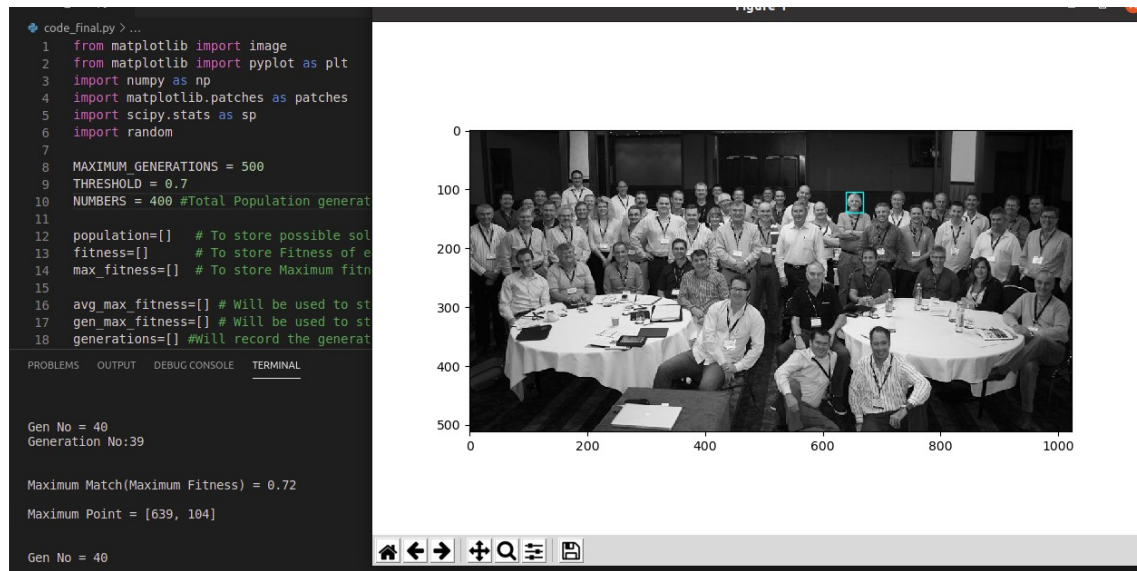 code_final.py > ...
1 from matplotlib import image
2 from matplotlib import pyplot as plt
3 import numpy as np
4 import matplotlib.patches as patches
5 import scipy.stats as sp
6 import random
7
8 MAXIMUM_GENERATIONS = 500
9 THRESHOLD = 0.7
10 NUMBERS = 400 #Total Population generat
11
12 population=[] # To store possible sol
13 fitness=[] # To store Fitness of e
14 max_fitness=[] # To store Maximum fitn
15
16 avg_max_fitness=[] # Will be used to st
17 gen_max_fitness=[] # Will be used to st
18 generations=[] #Will record the generat
PROBLEMS OUTPUT DEBUG CONSOLE TERMINAL
Gen No = 40
Generation No:39
Maximum Match(Maximum Fitness) = 0.72
Maximum Point = [639, 104]
Gen No = 40
0
100
200
300
400
500
0 200 400 600 800 1000